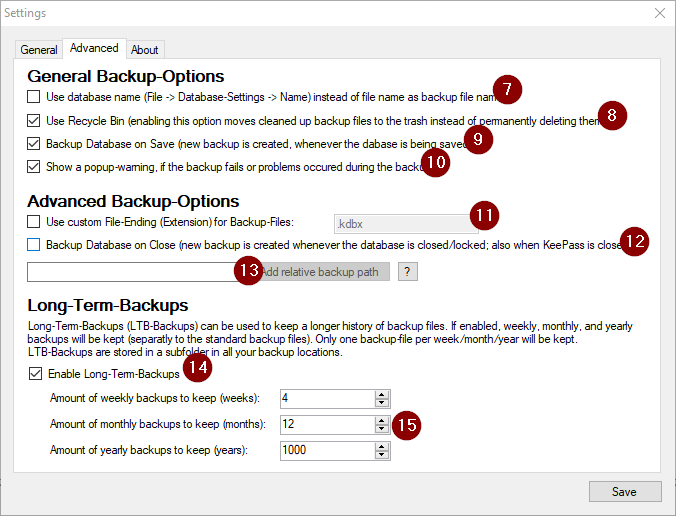 Settings
General Advanced About
General Backup-Options
Use database name (File -> Database-Settings -> Name) instead of file name as backup file nam 7
Use Recycle Bin (enabling this option moves cleaned up backup files to the trash instead of permanently deleting them 8
Backup Database on Save (new backup is created, whenever the dabase is being saved 9
Show a popup-warning, if the backup fails or problems occured during the backu 10
Advanced Backup-Options
Use custom File-Ending (Extension) for Backup-Files: .kdbx 11
Backup Database on Close (new backup is created whenever the database is closed/locked; also when KeePass is close 12
13 Add relative backup path ?
Long-Term-Backups
Long-Term-Backups (LTB-Backups) can be used to keep a longer history of backup files. If enabled, weekly, monthly, and yearly
backups will be kept (separatly to the standard backup files). Only one backup-file per week/month/year will be kept.
LTB-Backups are stored in a subfolder in all your backup locations.
Enable Long-Term-Backups 14
Amount of weekly backups to keep (weeks): 4
Amount of monthly backups to keep (months): 12 15
Amount of yearly backups to keep (years): 1000
Save